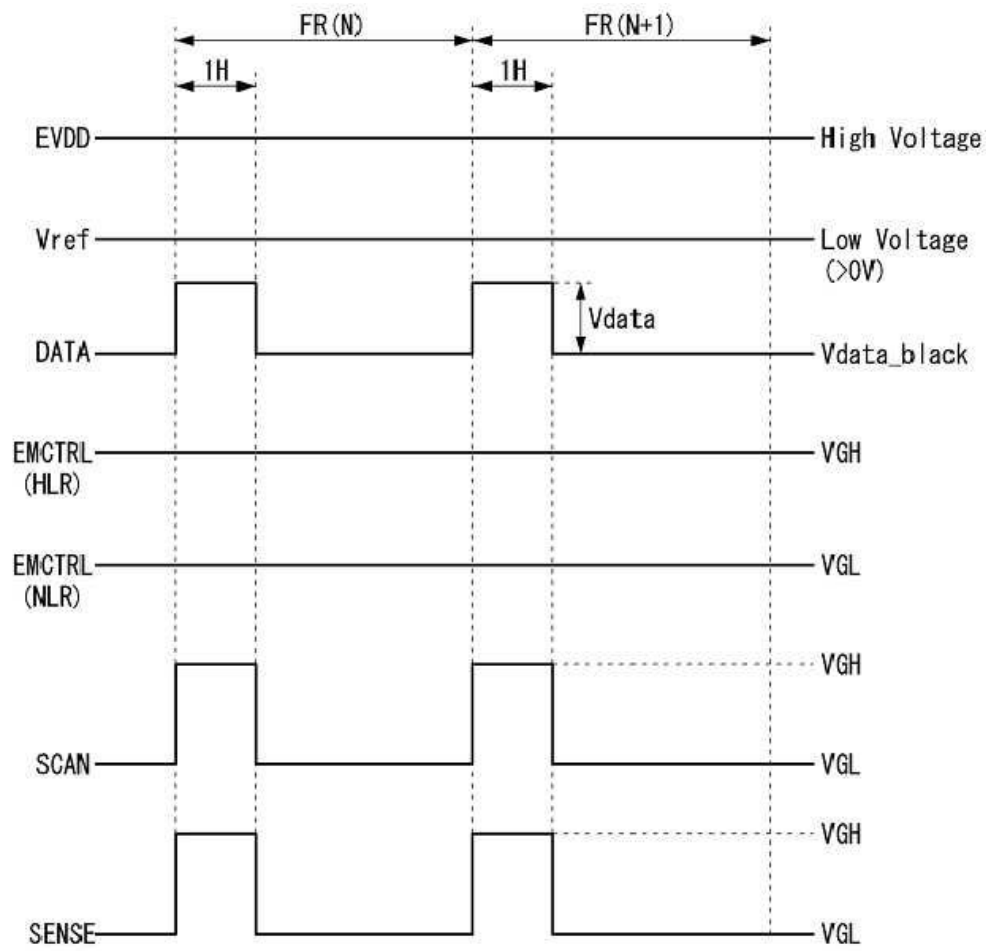 FR(N) FR(N+1)
1H 1H
EVDD High Voltage
Vref Low Voltage
(>0V)
Vdata
DATA Vdata_black
EMCTRL VGH
(HLR)
EMCTRL VGL
(NLR)
VGH
SCAN VGL
VGH
SENSE VGL